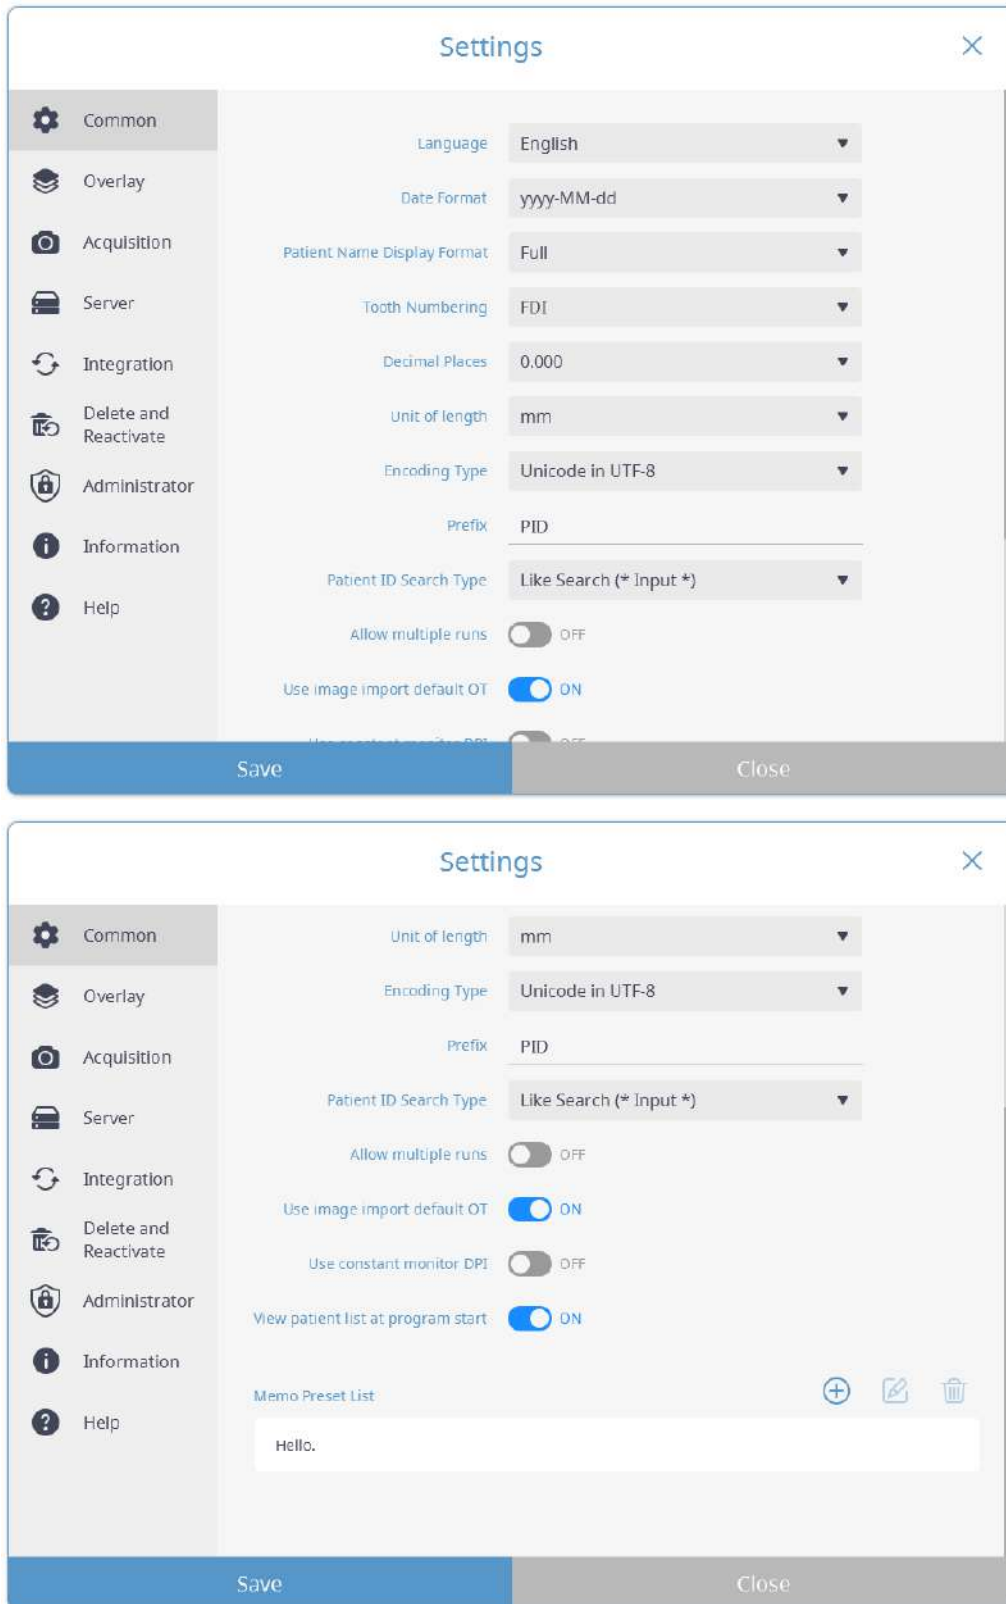 Settings
Common
Overlay
Acquisition
Server
Integration
Delete and
Reactivate
Administrator
Information
Help
Language English
Date Format yyyy-MM-dd
Patient Name Display Format Full
Tooth Numbering FDI
Decimal Places 0.000
Unit of length mm
Encoding Type Unicode in UTF-8
Prefix PID
Patient ID Search Type Like Search (* Input *)
Allow multiple runs OFF
Use image import default OT ON
Use constant monitor DPI OFF
Save Close
Settings
Common
Overlay
Acquisition
Server
Integration
Delete and
Reactivate
Administrator
Information
Help
Unit of length mm
Encoding Type Unicode in UTF-8
Prefix PID
Patient ID Search Type Like Search (* Input *)
Allow multiple runs OFF
Use image import default OT ON
Use constant monitor DPI OFF
View patient list at program start ON
Memo Preset List
Hello.
Save Close